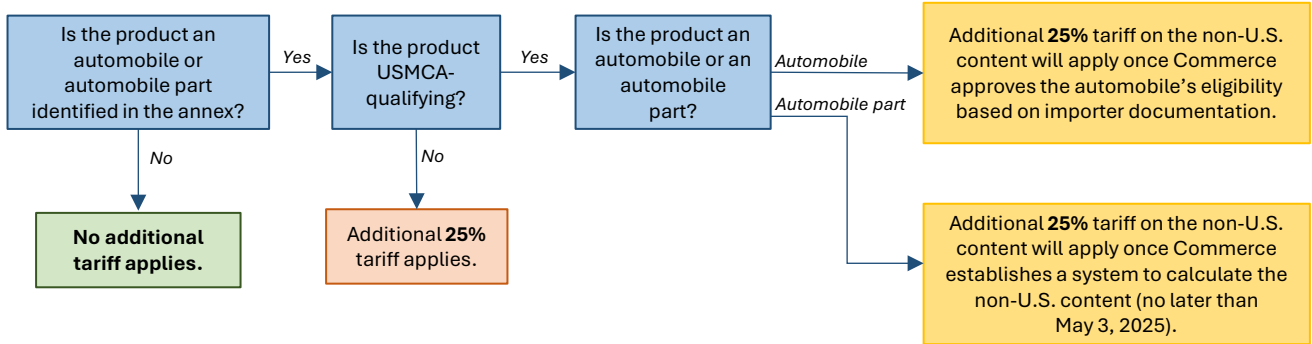 Is the product an
automobile or
automobile part
identified in the annex?
Yes
No
No additional
tariff applies.
Is the product
USMCA-
qualifying?
Yes
No
Additional 25%
tariff applies.
Is the product an
automobile or an
automobile
part?
Automobile
Automobile part
Additional 25% tariff on the non-U.S.
content will apply once Commerce
approves the automobile’s eligibility
based on importer documentation.
Additional 25% tariff on the non-U.S.
content will apply once Commerce
establishes a system to calculate the
non-U.S. content (no later than
May 3, 2025).